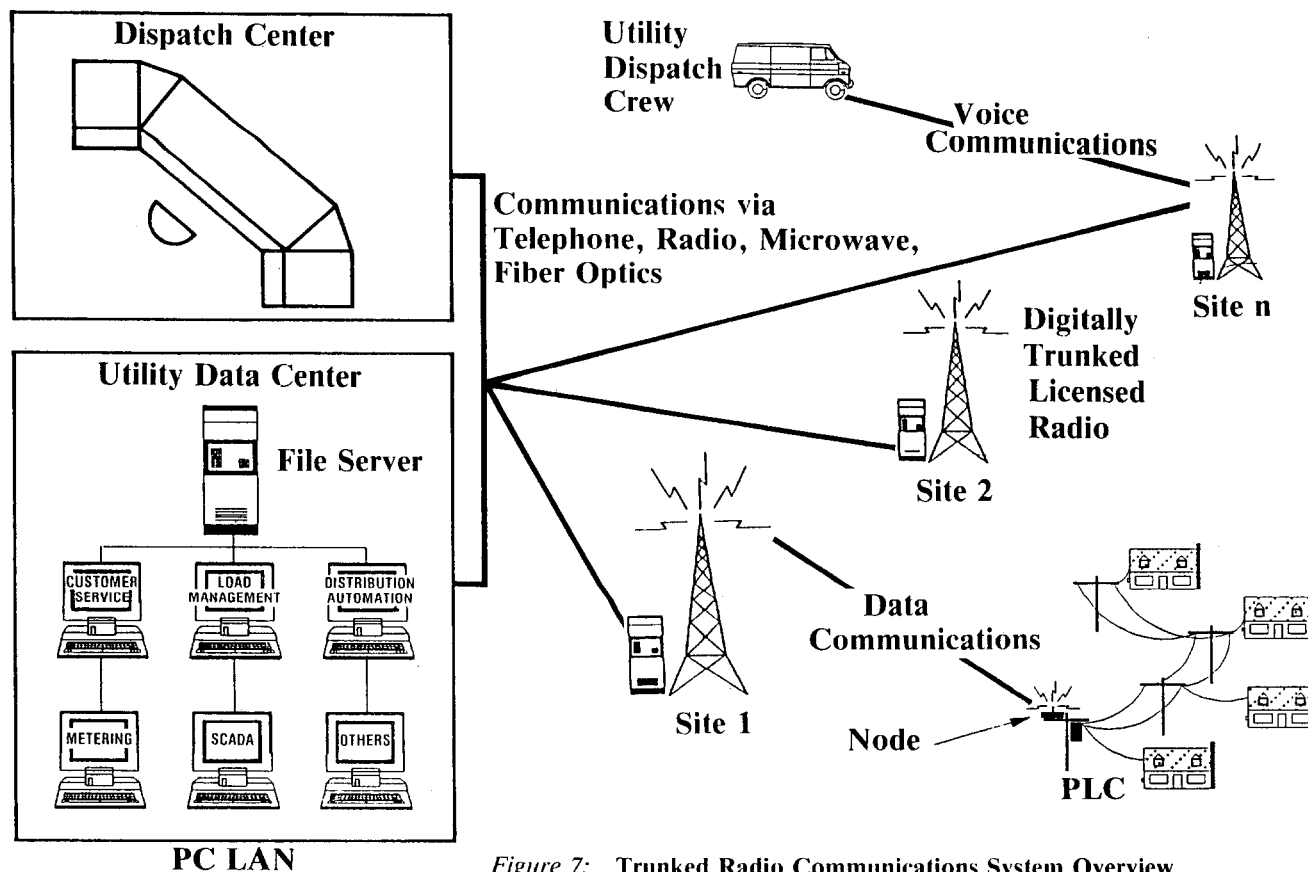 Dispatch Center
Utility
Dispatch
Crew
Voice
Communications
Communications via
Telephone, Radio, Microwave,
Fiber Optics
Site n
Digitally
Trunked
Licensed
Radio
Site 2
Utility Data Center
File Server
CUSTOMER
SERVICE
LOAD
MANAGEMENT
DISTRIBUTION
AUTOMATION
METERING
SCADA
OTHERS
PC LAN
Site 1
Data
Communications
Node
PLC
Figure 7: Trunked Radio Communications System Overview